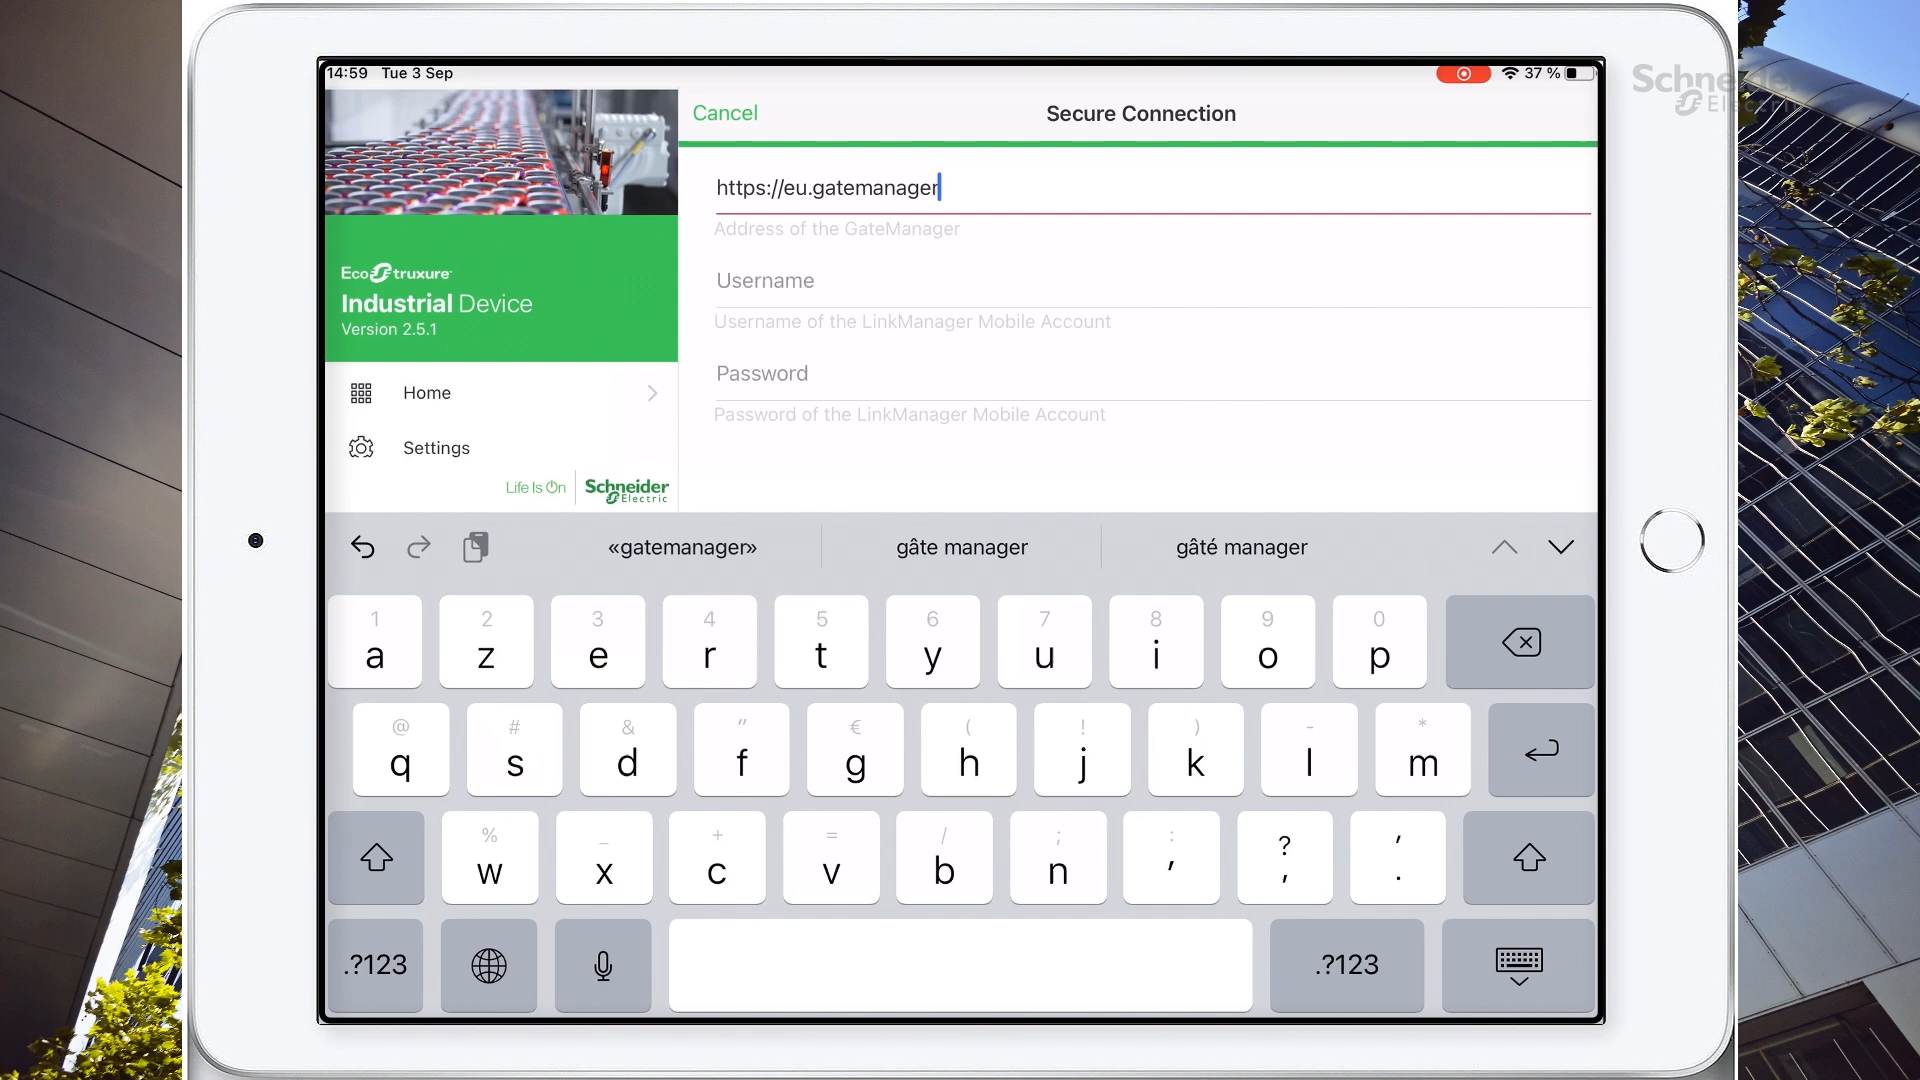 14:59 Tue 3 Sep
37 %
Schneider
Electric
Cancel
Secure Connection
https://eu.gatemanager
Address of the GateManager
Username
Username of the LinkManager Mobile Account
Password
Password of the LinkManager Mobile Account
EcoStruxure
Industrial Device
Version 2.5.1
Home
Settings
Life Is On
Schneider
Electric
«gatemanager»
gâte manager
gâté manager
1 2 3 4 5 6 7 8 9 0
a z e r t y u i o p
@ # & " € ( ! ) - *
q s d f g h j k l m
% _ + = / ; : ? '
w x c v b n ' , .
.?123
.?123